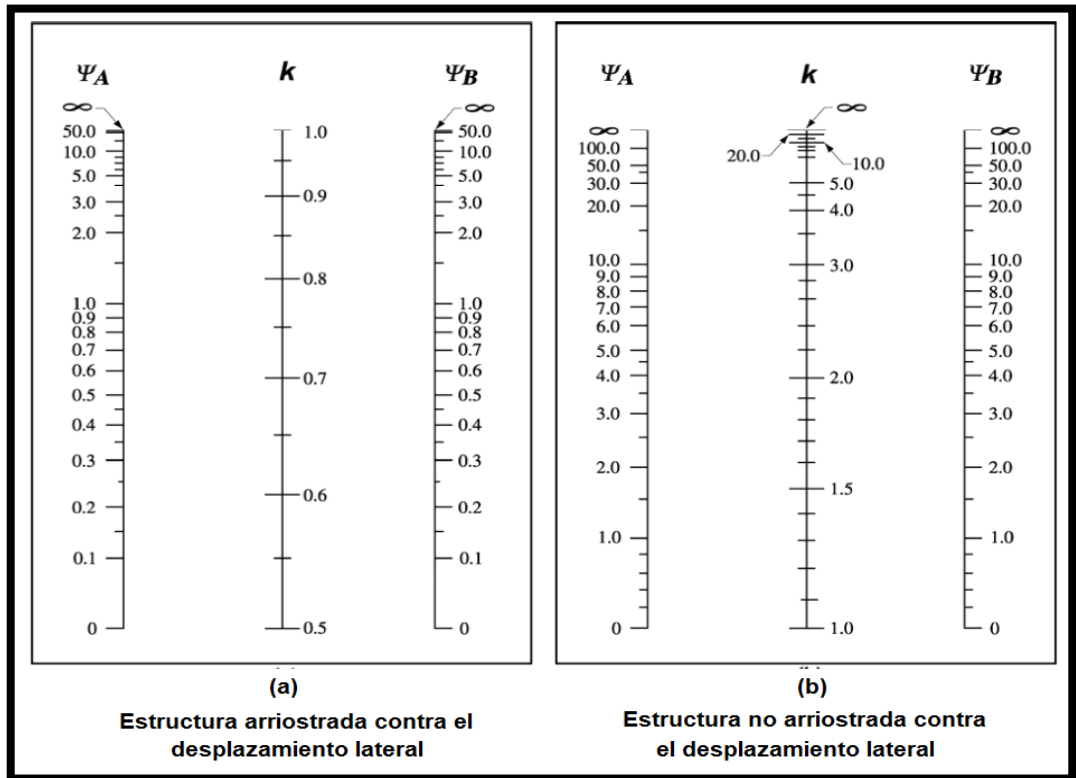 ΨA k ΨB
∞ ∞
50.0 1.0 50.0
10.0 10.0
5.0 0.9 5.0
3.0 3.0
2.0 2.0
0.8
1.0 1.0
0.9 0.9
0.8 0.8
0.7 0.7
0.7
0.6 0.6
0.5 0.5
0.4 0.4
0.3 0.3
0.6
0.2 0.2
0.1 0.1
0 0.5 0
(a)
Estructura arriostrada contra el
desplazamiento lateral
ΨA k ΨB
∞
∞ ∞
100.0 20.0 10.0 100.0
50.0 50.0
30.0 5.0 30.0
20.0 4.0 20.0
10.0 3.0 10.0
9.0 9.0
8.0 8.0
7.0 7.0
6.0 6.0
5.0 5.0
4.0 2.0 4.0
3.0 3.0
2.0 2.0
1.5
1.0 1.0
0 1.0 0
(b)
Estructura no arriostrada contra
el desplazamiento lateral